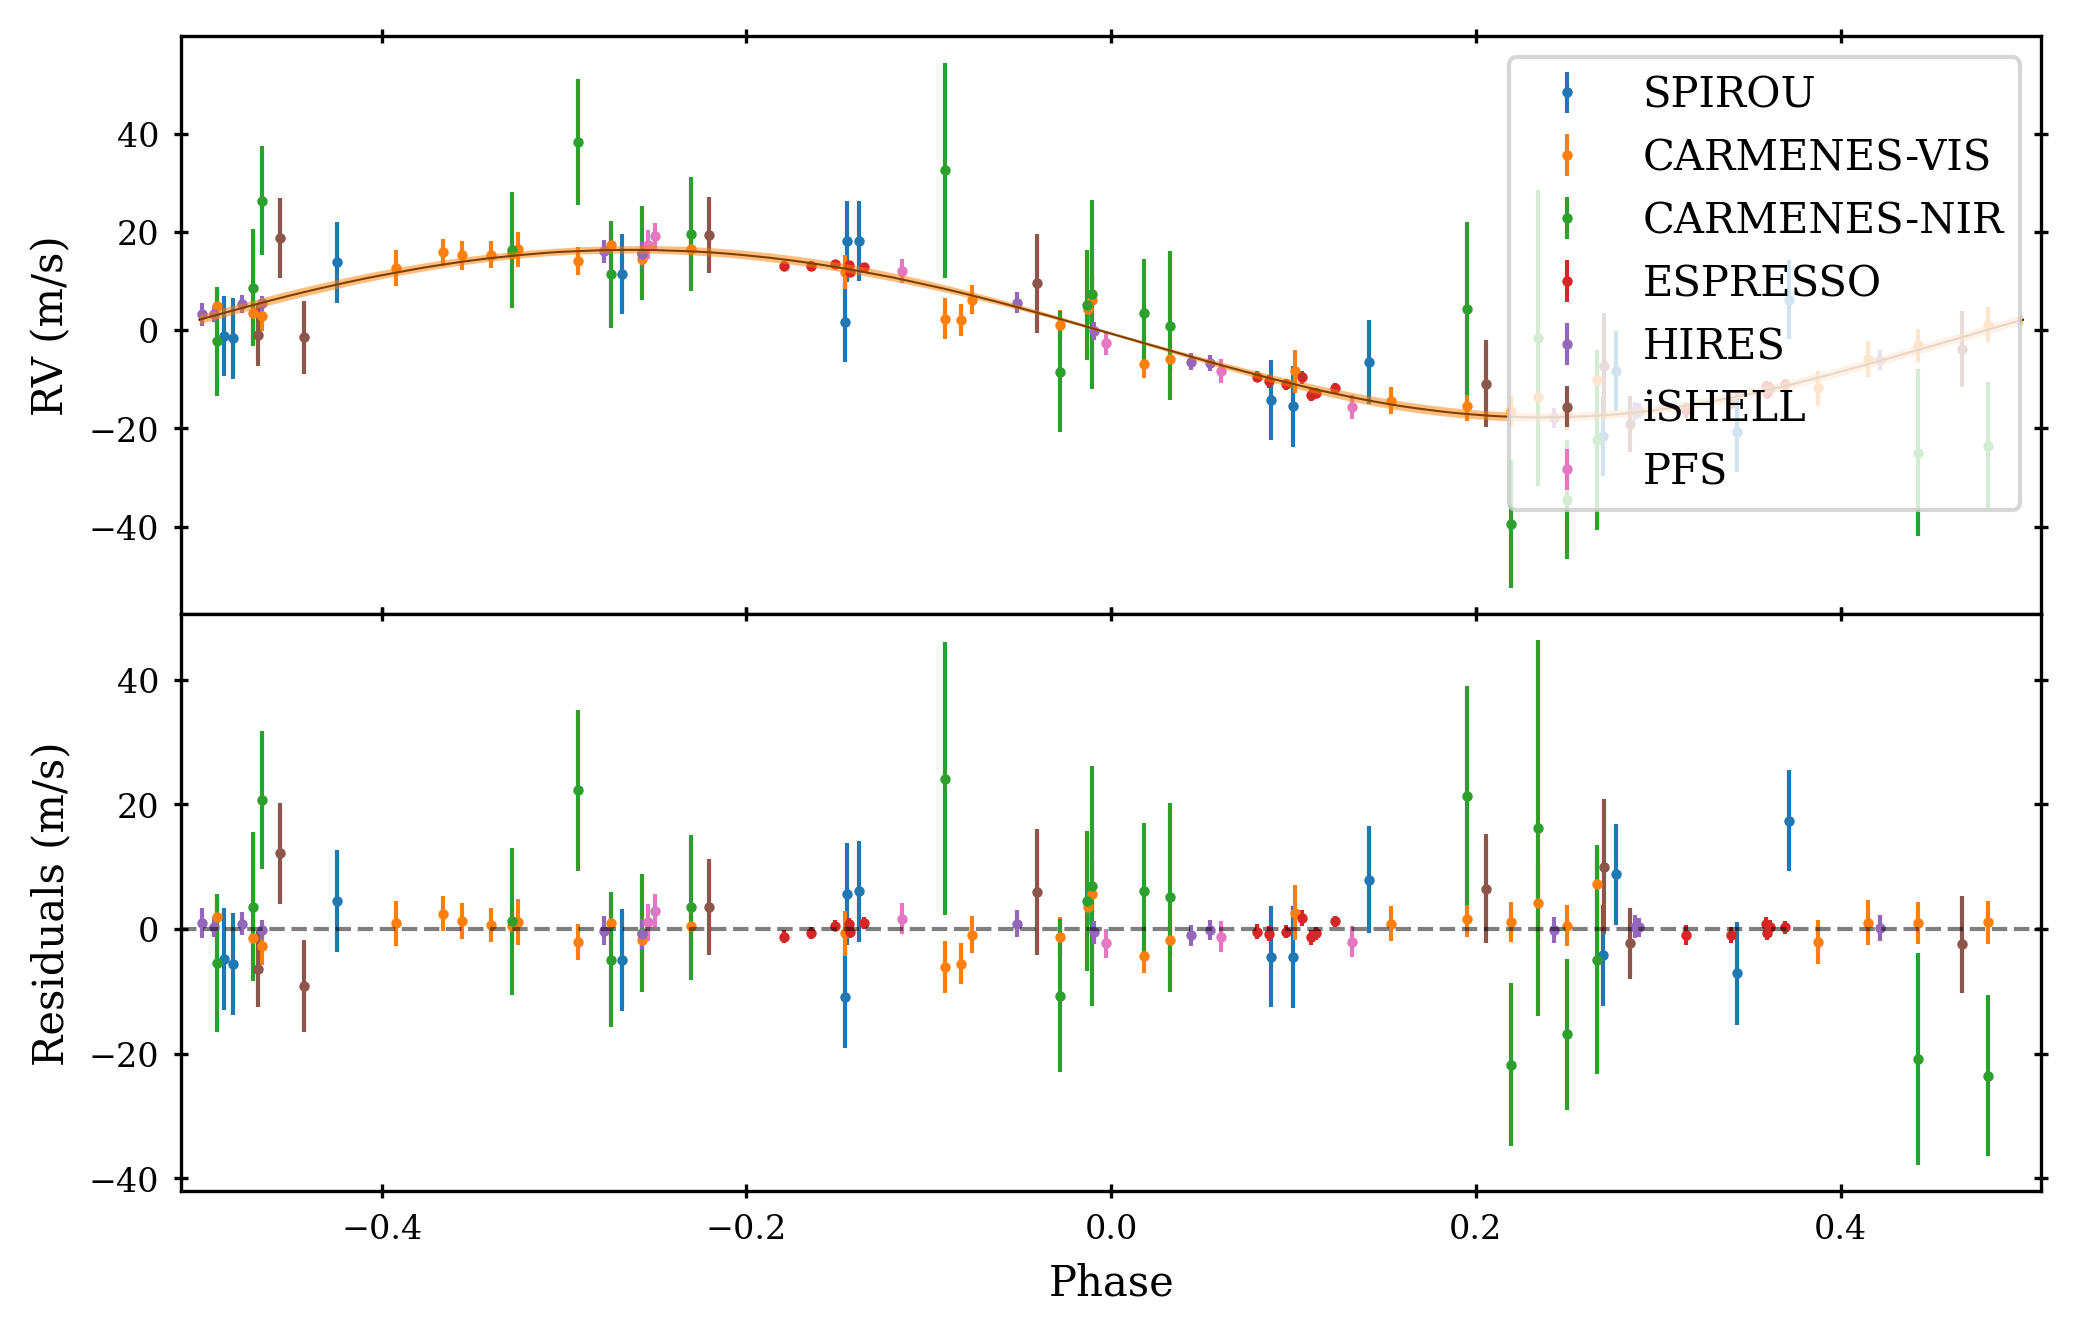 RV (m/s)
40
20
0
−20
−40
SPIROU
CARMENES-VIS
CARMENES-NIR
ESPRESSO
HIRES
iSHELL
PFS
Residuals (m/s)
40
20
0
−20
−40
−0.4 −0.2 0.0 0.2 0.4
Phase